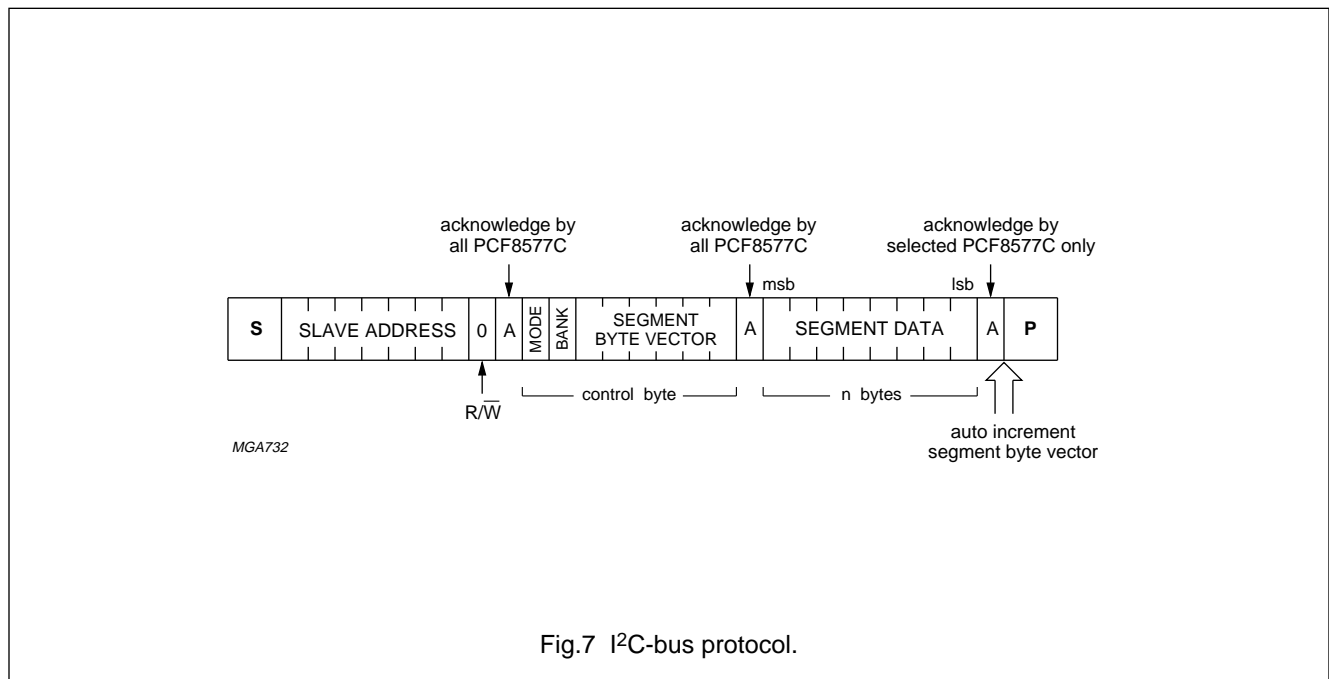 acknowledge by
all PCF8577C
acknowledge by
all PCF8577C
acknowledge by
selected PCF8577C only
msb
lsb
S
SLAVE ADDRESS
0
A
MODE
BANK
SEGMENT
BYTE VECTOR
A
SEGMENT DATA
A
P
R/W̅
control byte
n bytes
auto increment
segment byte vector
MGA732
Fig.7 I²C-bus protocol.